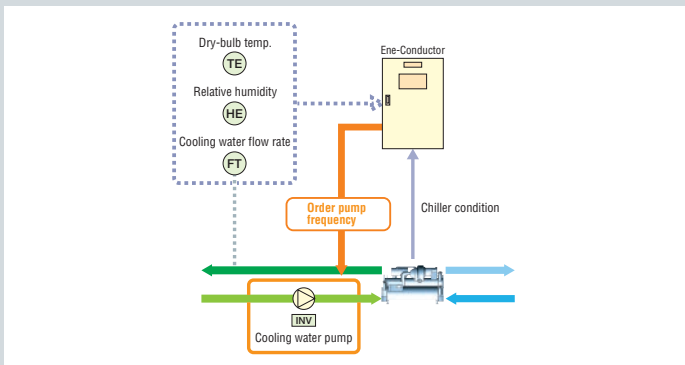 Dry-bulb temp.
TE
Relative humidity
HE
Cooling water flow rate
FT
Ene-Conductor
Order pump
frequency
Chiller condition
INV
Cooling water pump